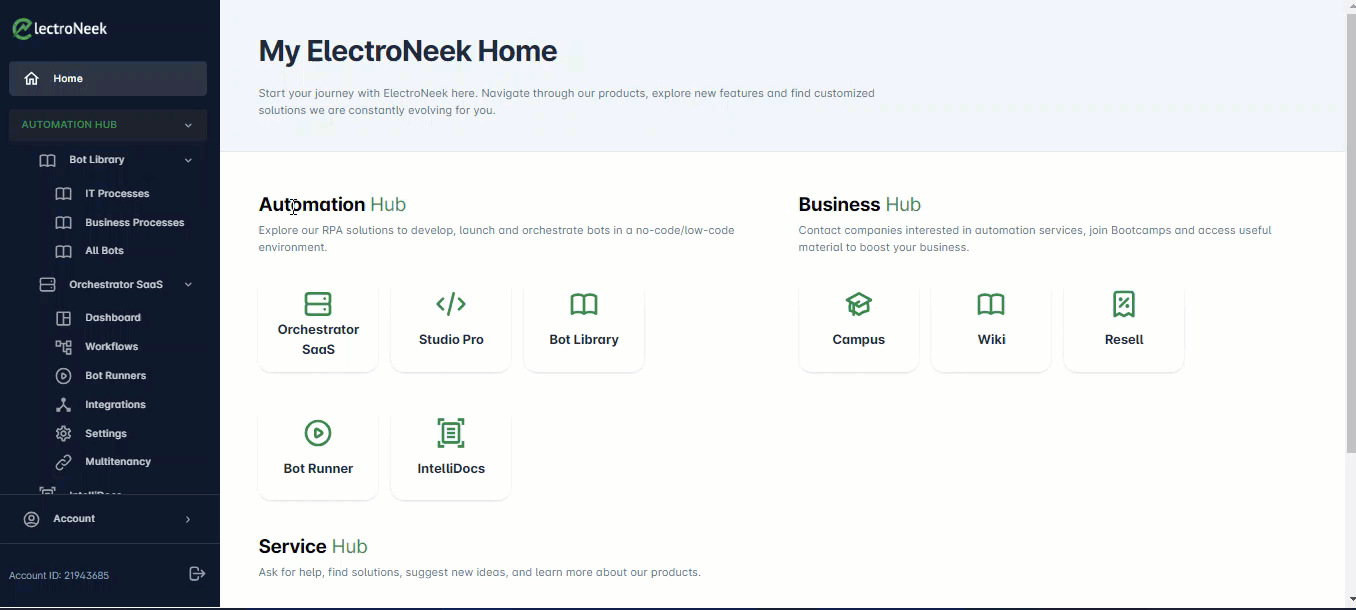 ElectroNeek
Home
AUTOMATION HUB
Bot Library
IT Processes
Business Processes
All Bots
Orchestrator SaaS
Dashboard
Workflows
Bot Runners
Integrations
Settings
Multitenancy
IntelliDocs
Account
Account ID: 21943685
My ElectroNeek Home
Start your journey with ElectroNeek here. Navigate through our products, explore new features and find customized
solutions we are constantly evolving for you.
Automation Hub
Explore our RPA solutions to develop, launch and orchestrate bots in a no-code/low-code
environment.
Orchestrator
SaaS
Studio Pro
Bot Library
Bot Runner
IntelliDocs
Business Hub
Contact companies interested in automation services, join Bootcamps and access useful
material to boost your business.
Campus
Wiki
Resell
Service Hub
Ask for help, find solutions, suggest new ideas, and learn more about our products.